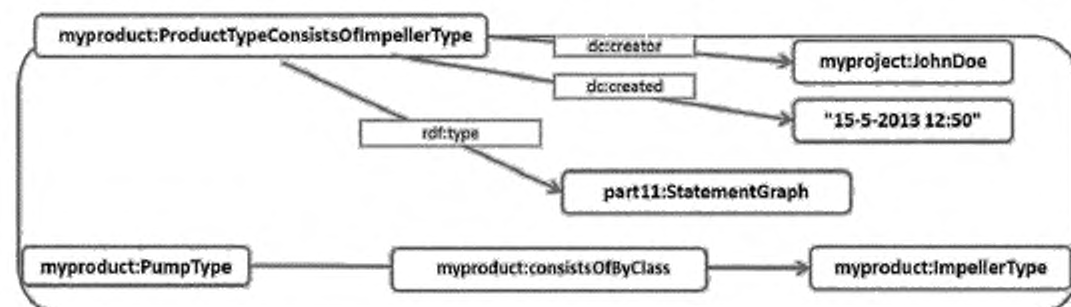 myproduct:ProductTypeConsistsOfImpellerType
dc:creator
myproject:JohnDoe
dc:created
"15-5-2013 12:50"
rdf:type
part11:StatementGraph
myproduct:PumpType
myproduct:consistsOfByClass
myproduct:ImpellerType